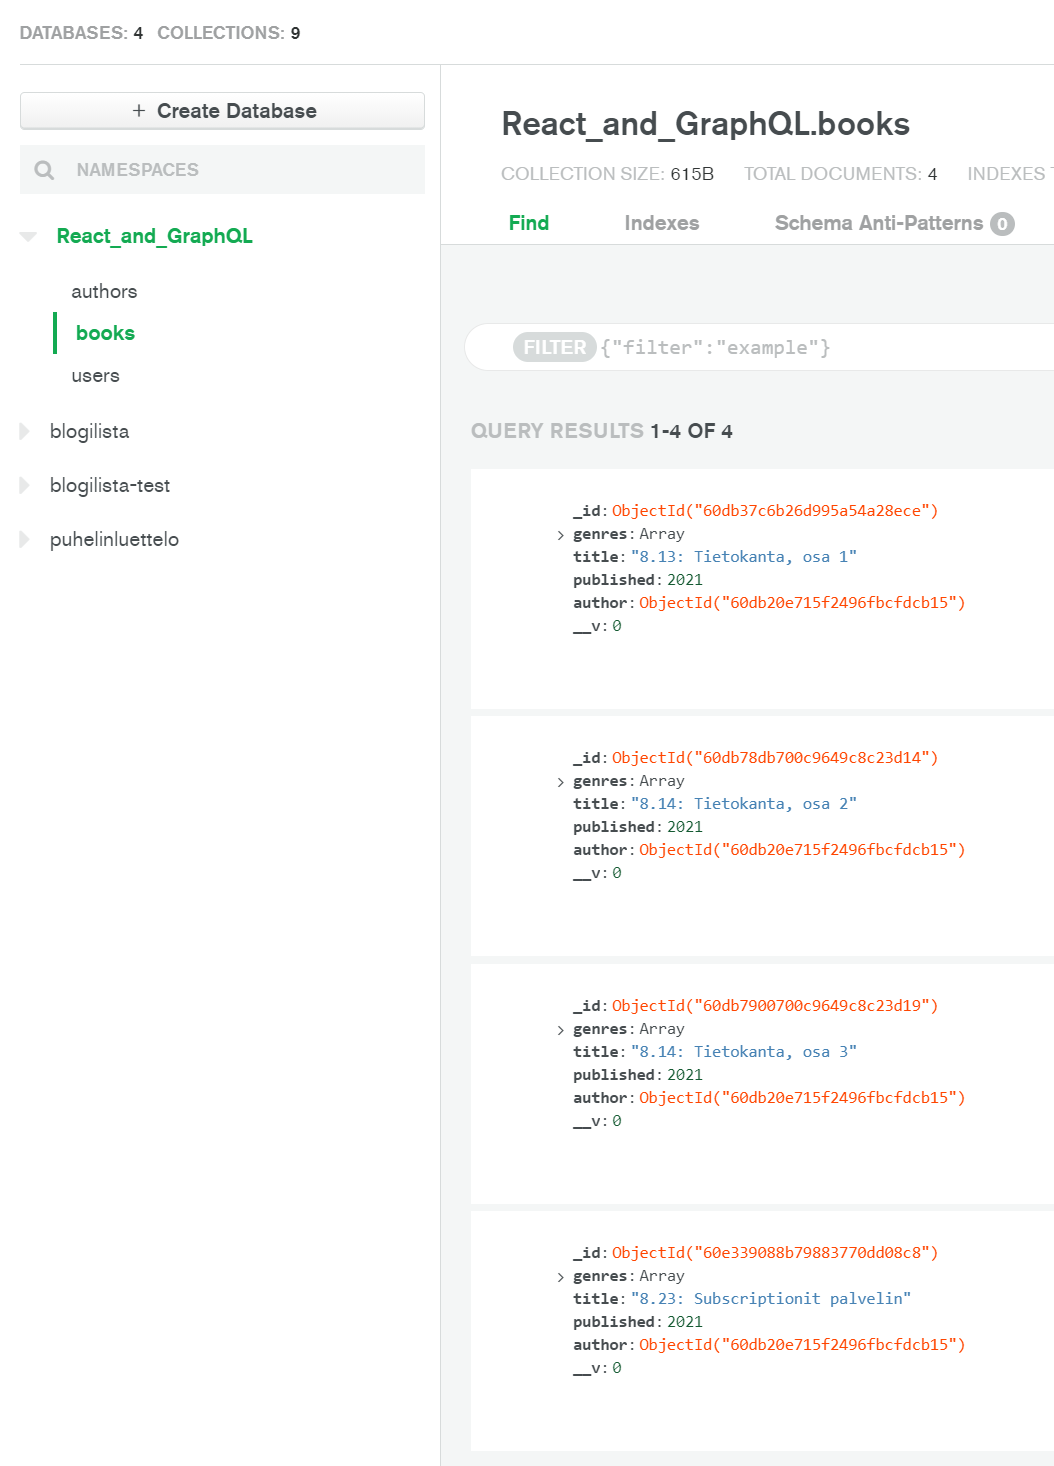 DATABASES: 4 COLLECTIONS: 9
+ Create Database
NAMESPACES
React_and_GraphQL
authors
books
users
blogilista
blogilista-test
puhelinluettelo
React_and_GraphQL.books
COLLECTION SIZE: 615B TOTAL DOCUMENTS: 4 INDEXES T
Find Indexes Schema Anti-Patterns 0
FILTER {"filter":"example"}
QUERY RESULTS 1-4 OF 4
_id: ObjectId("60db37c6b26d995a54a28ece")
genres: Array
title: "8.13: Tietokanta, osa 1"
published: 2021
author: ObjectId("60db20e715f2496fbcfdcb15")
__v: 0
_id: ObjectId("60db78db700c9649c8c23d14")
genres: Array
title: "8.14: Tietokanta, osa 2"
published: 2021
author: ObjectId("60db20e715f2496fbcfdcb15")
__v: 0
_id: ObjectId("60db7900700c9649c8c23d19")
genres: Array
title: "8.14: Tietokanta, osa 3"
published: 2021
author: ObjectId("60db20e715f2496fbcfdcb15")
__v: 0
_id: ObjectId("60e339088b79883770dd08c8")
genres: Array
title: "8.23: Subscriptionit palvelin"
published: 2021
author: ObjectId("60db20e715f2496fbcfdcb15")
__v: 0